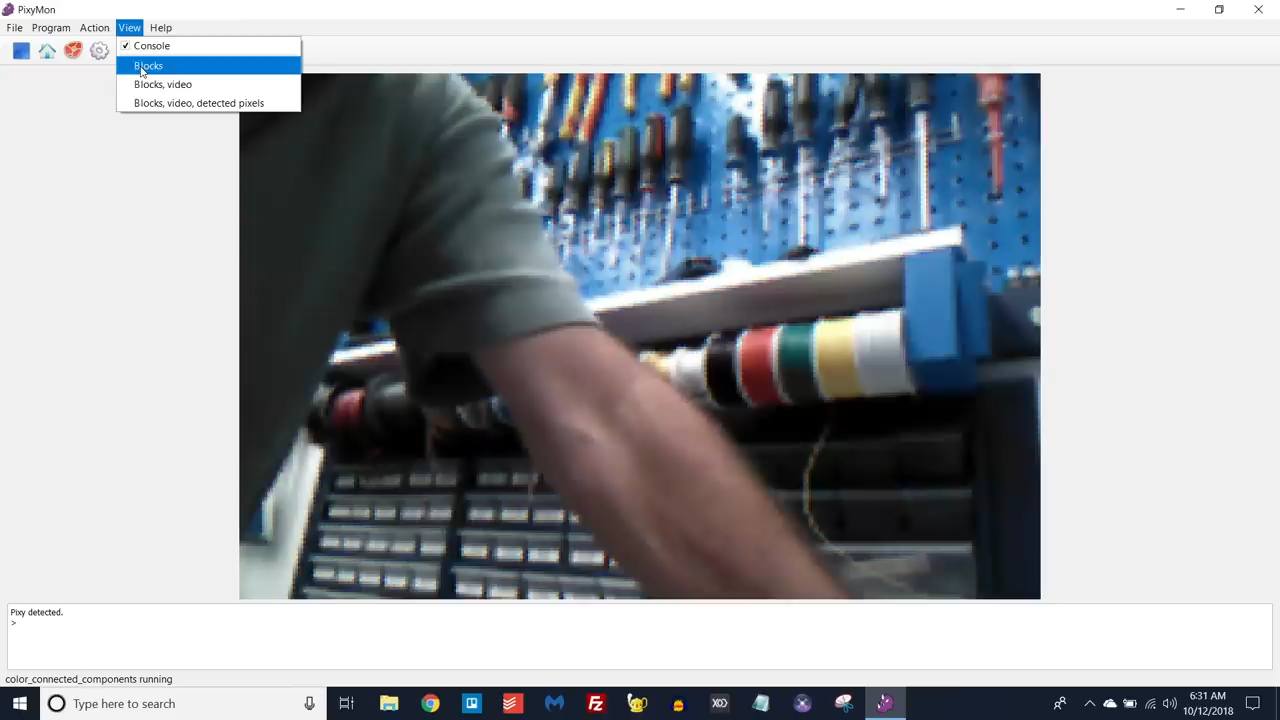 PixyMon
File Program Action View Help
Console
Blocks
Blocks, video
Blocks, video, detected pixels
Pixy detected.
>
color_connected_components running
Type here to search
XOD
6:31 AM
10/12/2018